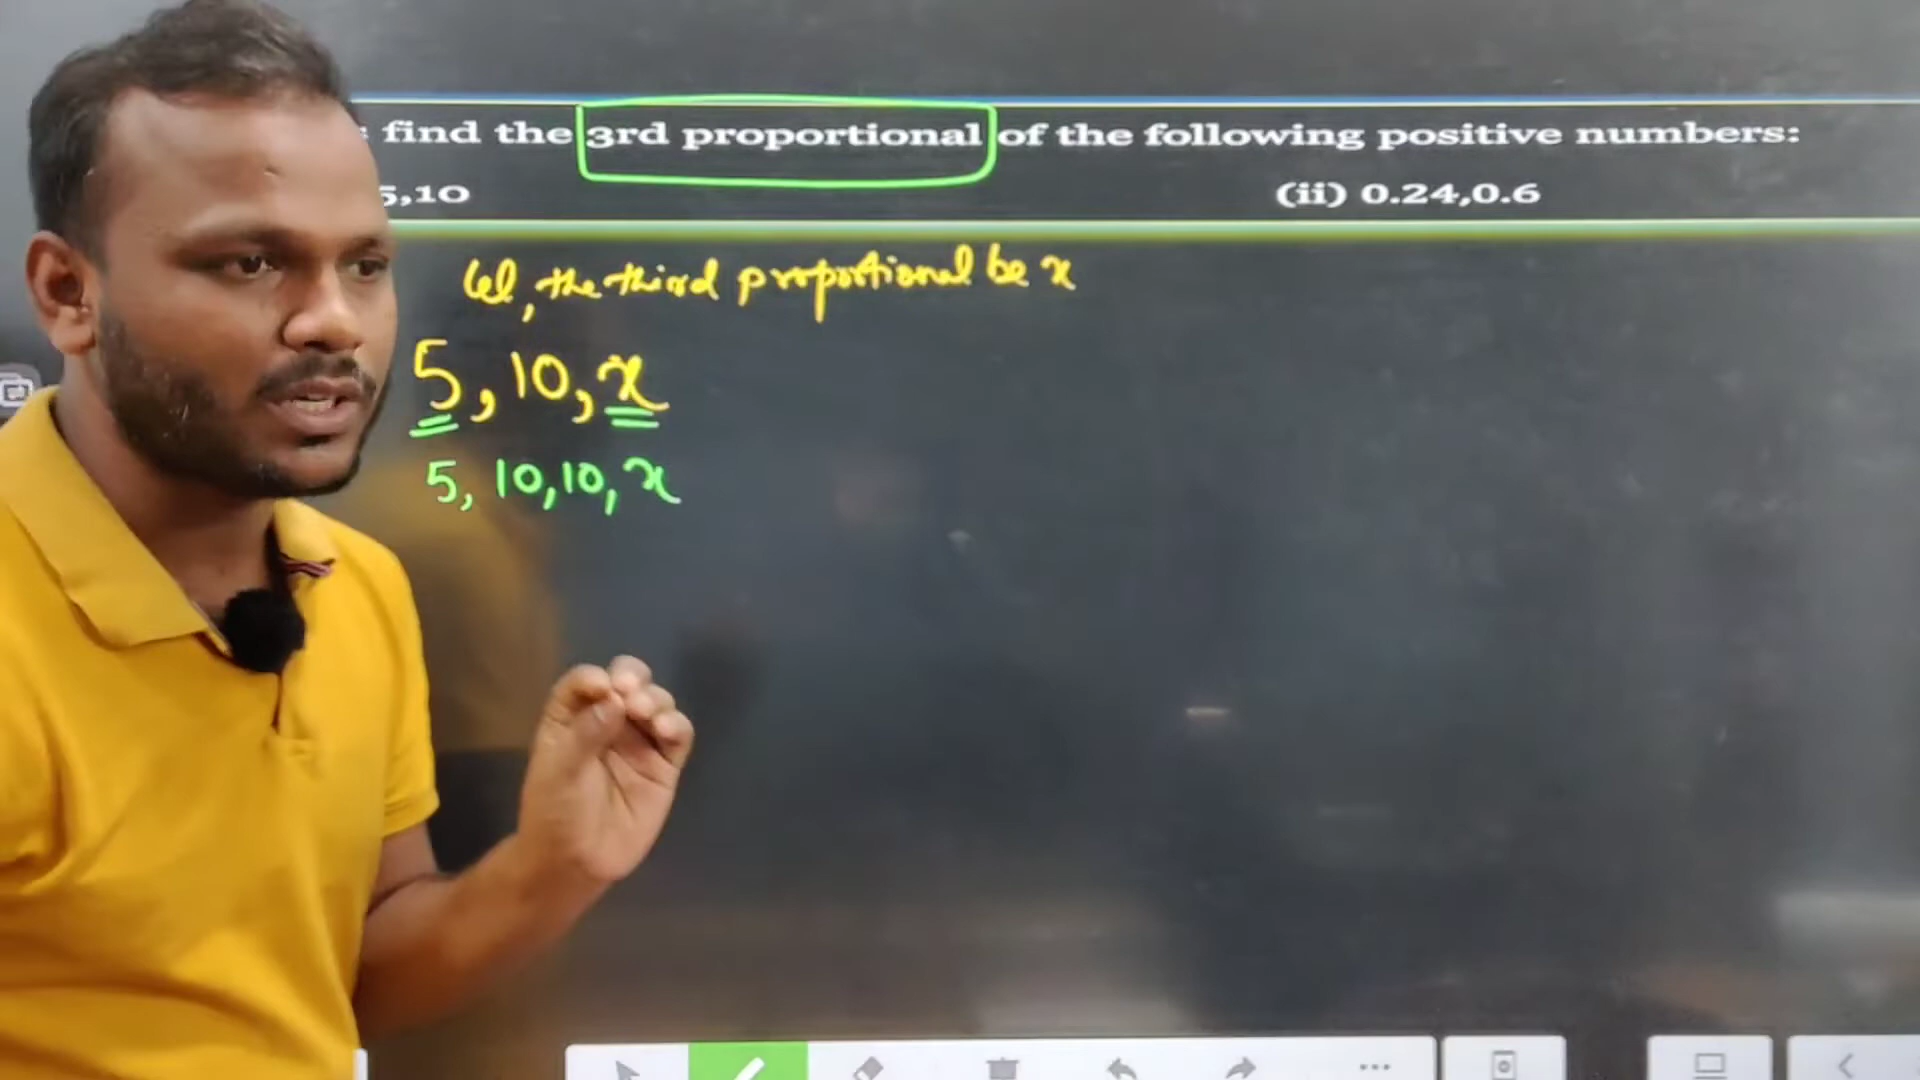 : find the 3rd proportional of the following positive numbers:
5,10 (ii) 0.24,0.6
Let, the third proportional be x
5, 10, x
5, 10, 10, x